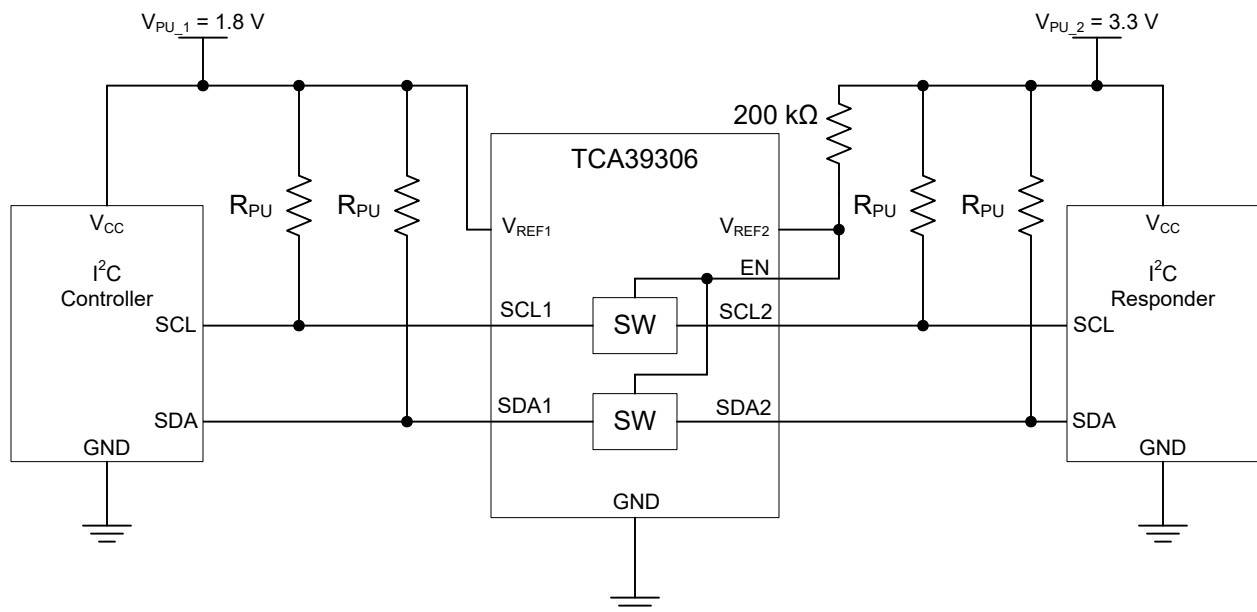 V_PU_1 = 1.8 V
V_PU_2 = 3.3 V
200 kΩ
TCA39306
R_PU
R_PU
R_PU
R_PU
V_CC
V_REF1
V_REF2
V_CC
EN
I²C
Controller
I²C
Responder
SCL
SCL1
SW
SCL2
SCL
SDA
SDA1
SW
SDA2
SDA
GND
GND
GND